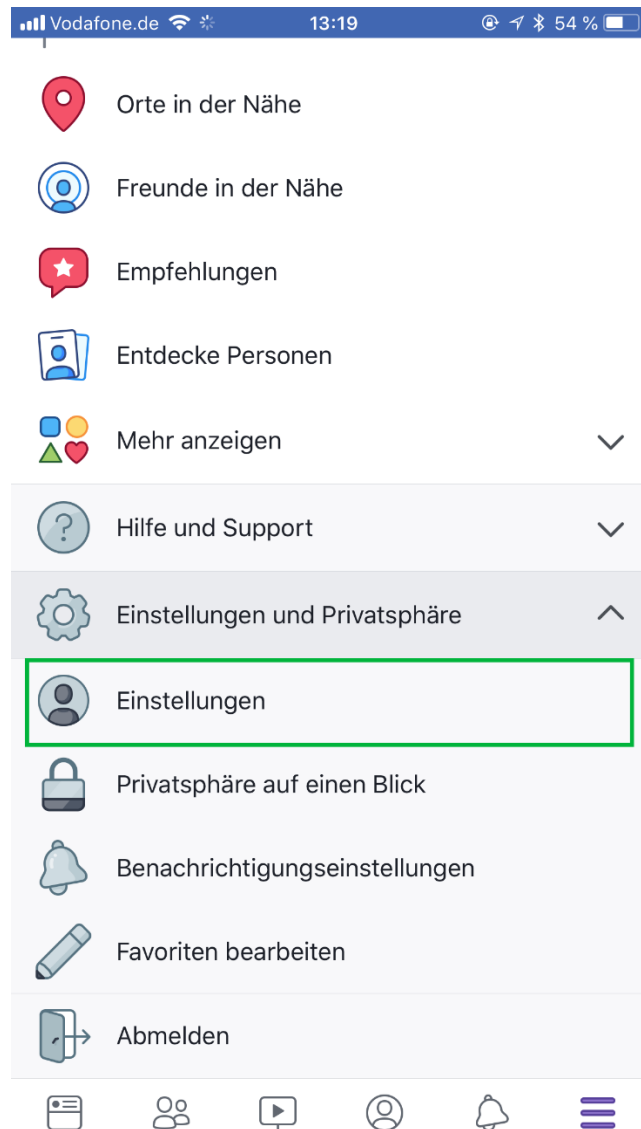 Vodafone.de 13:19 54 %
Orte in der Nähe
Freunde in der Nähe
Empfehlungen
Entdecke Personen
Mehr anzeigen
Hilfe und Support
Einstellungen und Privatsphäre
Einstellungen
Privatsphäre auf einen Blick
Benachrichtigungseinstellungen
Favoriten bearbeiten
Abmelden